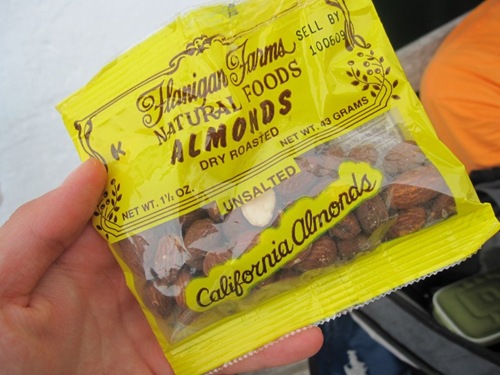 SELL BY
100609
Flanigan Farms
NATURAL FOODS
K
ALMONDS
DRY ROASTED
NET WT. 1½ OZ.
NET WT. 43 GRAMS
UNSALTED
California Almonds